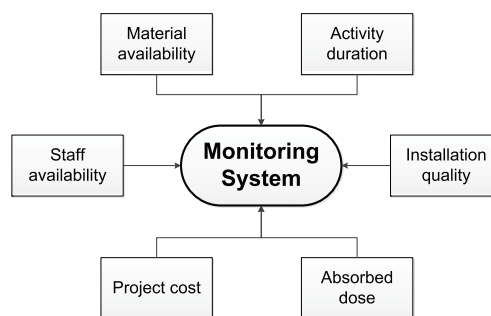 Material
availability
Activity
duration
Staff
availability
Monitoring
System
Installation
quality
Project cost
Absorbed
dose